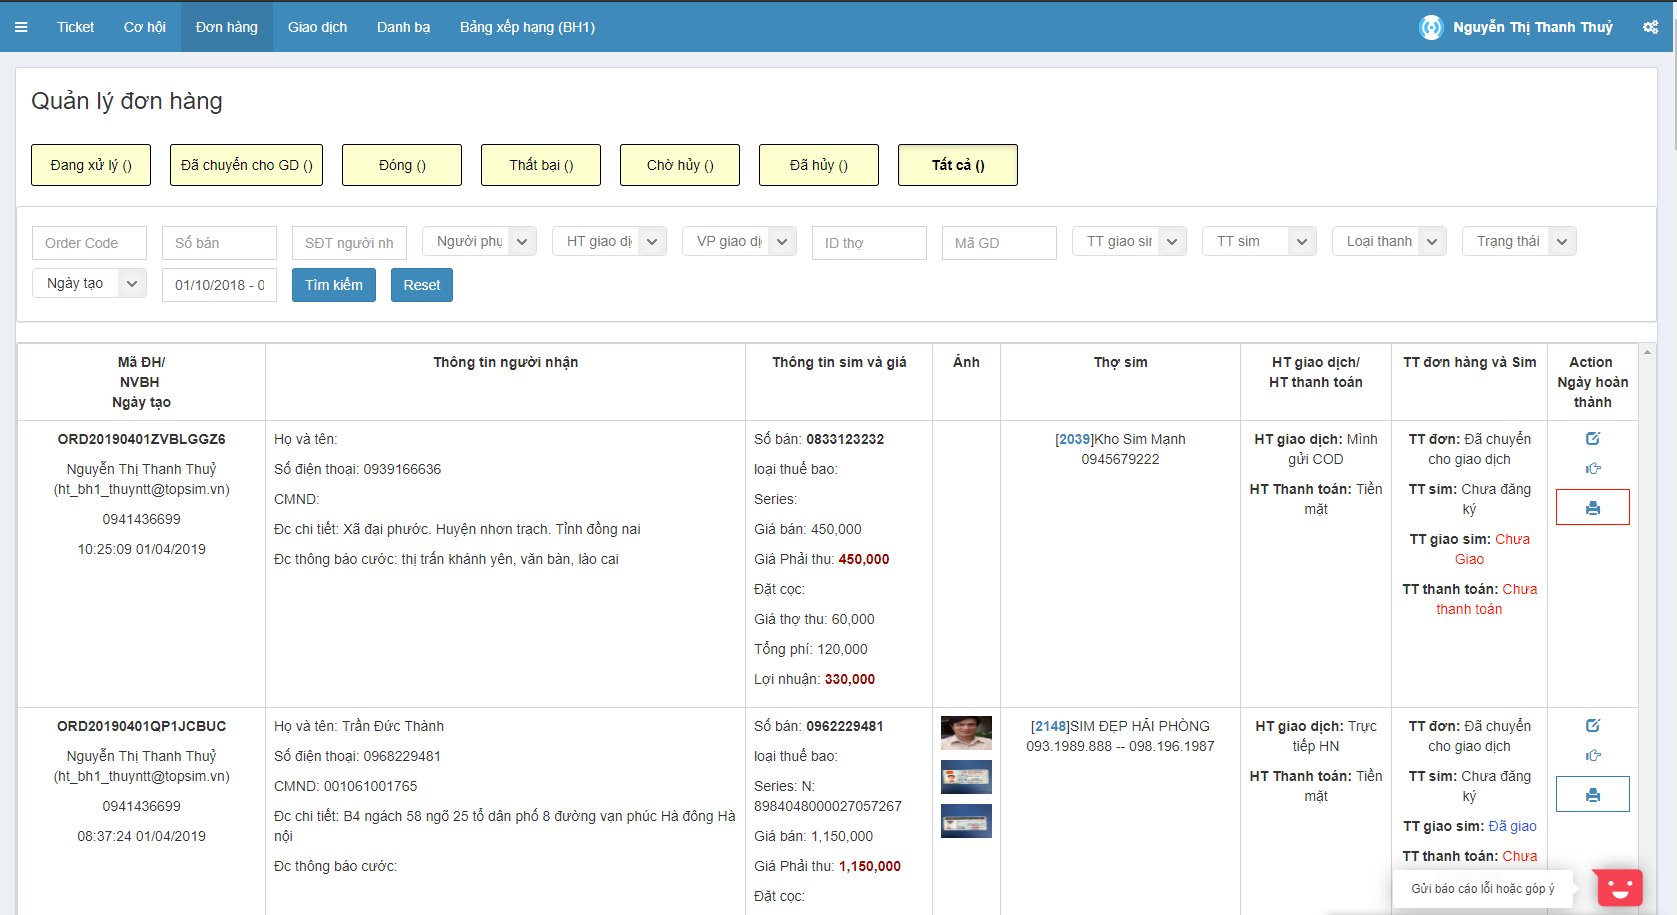 Ticket Cơ hội Đơn hàng Giao dịch Danh bạ Bảng xếp hạng (BH1) Nguyễn Thị Thanh Thuỷ
Quản lý đơn hàng
Đang xử lý () Đã chuyển cho GD () Đóng () Thất bại () Chờ hủy () Đã hủy () Tất cả ()
Order Code Số bán SĐT người nh Người phụ HT giao dị VP giao dị ID thợ Mã GD TT giao sir TT sim Loại thanh Trạng thái
Ngày tạo 01/10/2018 - 0 Tìm kiếm Reset
Mã ĐH/
NVBH
Ngày tạo
Thông tin người nhận
Thông tin sim và giá
Ảnh
Thợ sim
HT giao dịch/
HT thanh toán
TT đơn hàng và Sim
Action
Ngày hoàn
thành
ORD20190401ZVBLGGZ6
Nguyễn Thị Thanh Thuỷ
(ht_bh1_thuyntt@topsim.vn)
0941436699
10:25:09 01/04/2019
Họ và tên:
Số điện thoại: 0939166636
CMND:
Đc chi tiết: Xã đại phước. Huyện nhơn trạch. Tỉnh đồng nai
Đc thông báo cước: thị trấn khánh yên, văn bàn, lào cai
Số bán: 0833123232
loại thuế bao:
Series:
Giá bán: 450,000
Giá Phải thu: 450,000
Đặt cọc:
Giá thợ thu: 60,000
Tổng phí: 120,000
Lợi nhuận: 330,000
[2039]Kho Sim Mạnh
0945679222
HT giao dịch: Mình
gửi COD
HT Thanh toán: Tiền
mặt
TT đơn: Đã chuyển
cho giao dịch
TT sim: Chưa đăng
ký
TT giao sim: Chưa
Giao
TT thanh toán: Chưa
thanh toán
ORD20190401QP1JCBUC
Nguyễn Thị Thanh Thuỷ
(ht_bh1_thuyntt@topsim.vn)
0941436699
08:37:24 01/04/2019
Họ và tên: Trần Đức Thành
Số điện thoại: 0968229481
CMND: 001061001765
Đc chi tiết: B4 ngách 58 ngõ 25 tổ dân phố 8 đường vạn phúc Hà đông Hà
nội
Đc thông báo cước:
Số bán: 0962229481
loại thuế bao:
Series: N:
8984048000027057267
Giá bán: 1,150,000
Giá Phải thu: 1,150,000
Đặt cọc:
[2148]SIM ĐẸP HẢI PHÒNG
093.1989.888 -- 098.196.1987
HT giao dịch: Trực
tiếp HN
HT Thanh toán: Tiền
mặt
TT đơn: Đã chuyển
cho giao dịch
TT sim: Chưa đăng
ký
TT giao sim: Đã giao
TT thanh toán: Chưa
Gửi báo cáo lỗi hoặc góp ý